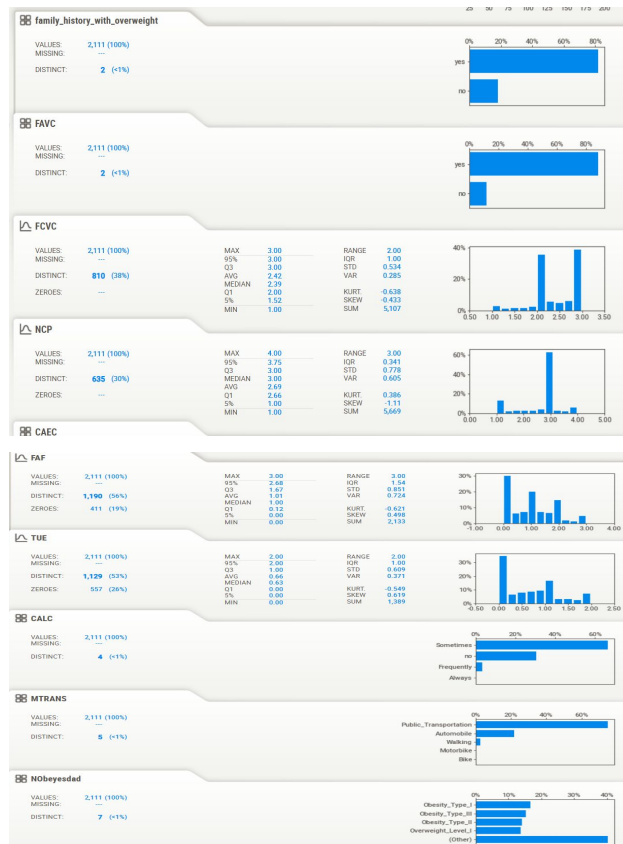 25 50 75 100 125 150 175 200
family_history_with_overweight
VALUES: 2,111 (100%)
MISSING: ---
DISTINCT: 2 (<1%)
0% 20% 40% 60% 80%
yes
no
FAVC
VALUES: 2,111 (100%)
MISSING: ---
DISTINCT: 2 (<1%)
0% 20% 40% 60% 80%
yes
no
FCVC
VALUES: 2,111 (100%)
MISSING: ---
DISTINCT: 810 (38%)
ZEROES: ---
MAX 3.00
95% 3.00
Q3 3.00
AVG 2.42
MEDIAN 2.39
Q1 2.00
5% 1.52
MIN 1.00
RANGE 2.00
IQR 1.00
STD 0.534
VAR 0.285
KURT. -0.638
SKEW -0.433
SUM 5,107
40%
20%
0%
0.50 1.00 1.50 2.00 2.50 3.00 3.50
NCP
VALUES: 2,111 (100%)
MISSING: ---
DISTINCT: 635 (30%)
ZEROES: ---
MAX 4.00
95% 3.75
Q3 3.00
MEDIAN 3.00
AVG 2.69
Q1 2.66
5% 1.00
MIN 1.00
RANGE 3.00
IQR 0.341
STD 0.778
VAR 0.605
KURT. 0.386
SKEW -1.11
SUM 5,669
60%
40%
20%
0%
0.00 1.00 2.00 3.00 4.00 5.00
CAEC
FAF
VALUES: 2,111 (100%)
MISSING: ---
DISTINCT: 1,190 (56%)
ZEROES: 411 (19%)
MAX 3.00
95% 2.68
Q3 1.67
AVG 1.01
MEDIAN 1.00
Q1 0.12
5% 0.00
MIN 0.00
RANGE 3.00
IQR 1.54
STD 0.851
VAR 0.724
KURT. -0.621
SKEW 0.498
SUM 2,133
30%
20%
10%
0%
-1.00 0.00 1.00 2.00 3.00 4.00
TUE
VALUES: 2,111 (100%)
MISSING: ---
DISTINCT: 1,129 (53%)
ZEROES: 557 (26%)
MAX 2.00
95% 2.00
Q3 1.00
AVG 0.66
MEDIAN 0.63
Q1 0.00
5% 0.00
MIN 0.00
RANGE 2.00
IQR 1.00
STD 0.609
VAR 0.371
KURT. -0.549
SKEW 0.619
SUM 1,389
30%
20%
10%
0%
-0.50 0.00 0.50 1.00 1.50 2.00 2.50
CALC
VALUES: 2,111 (100%)
MISSING: ---
DISTINCT: 4 (<1%)
0% 20% 40% 60%
Sometimes
no
Frequently
Always
MTRANS
VALUES: 2,111 (100%)
MISSING: ---
DISTINCT: 5 (<1%)
0% 20% 40% 60%
Public_Transportation
Automobile
Walking
Motorbike
Bike
NObeyesdad
VALUES: 2,111 (100%)
MISSING: ---
DISTINCT: 7 (<1%)
0% 10% 20% 30% 40%
Obesity_Type_I
Obesity_Type_III
Obesity_Type_II
Overweight_Level_I
(Other)